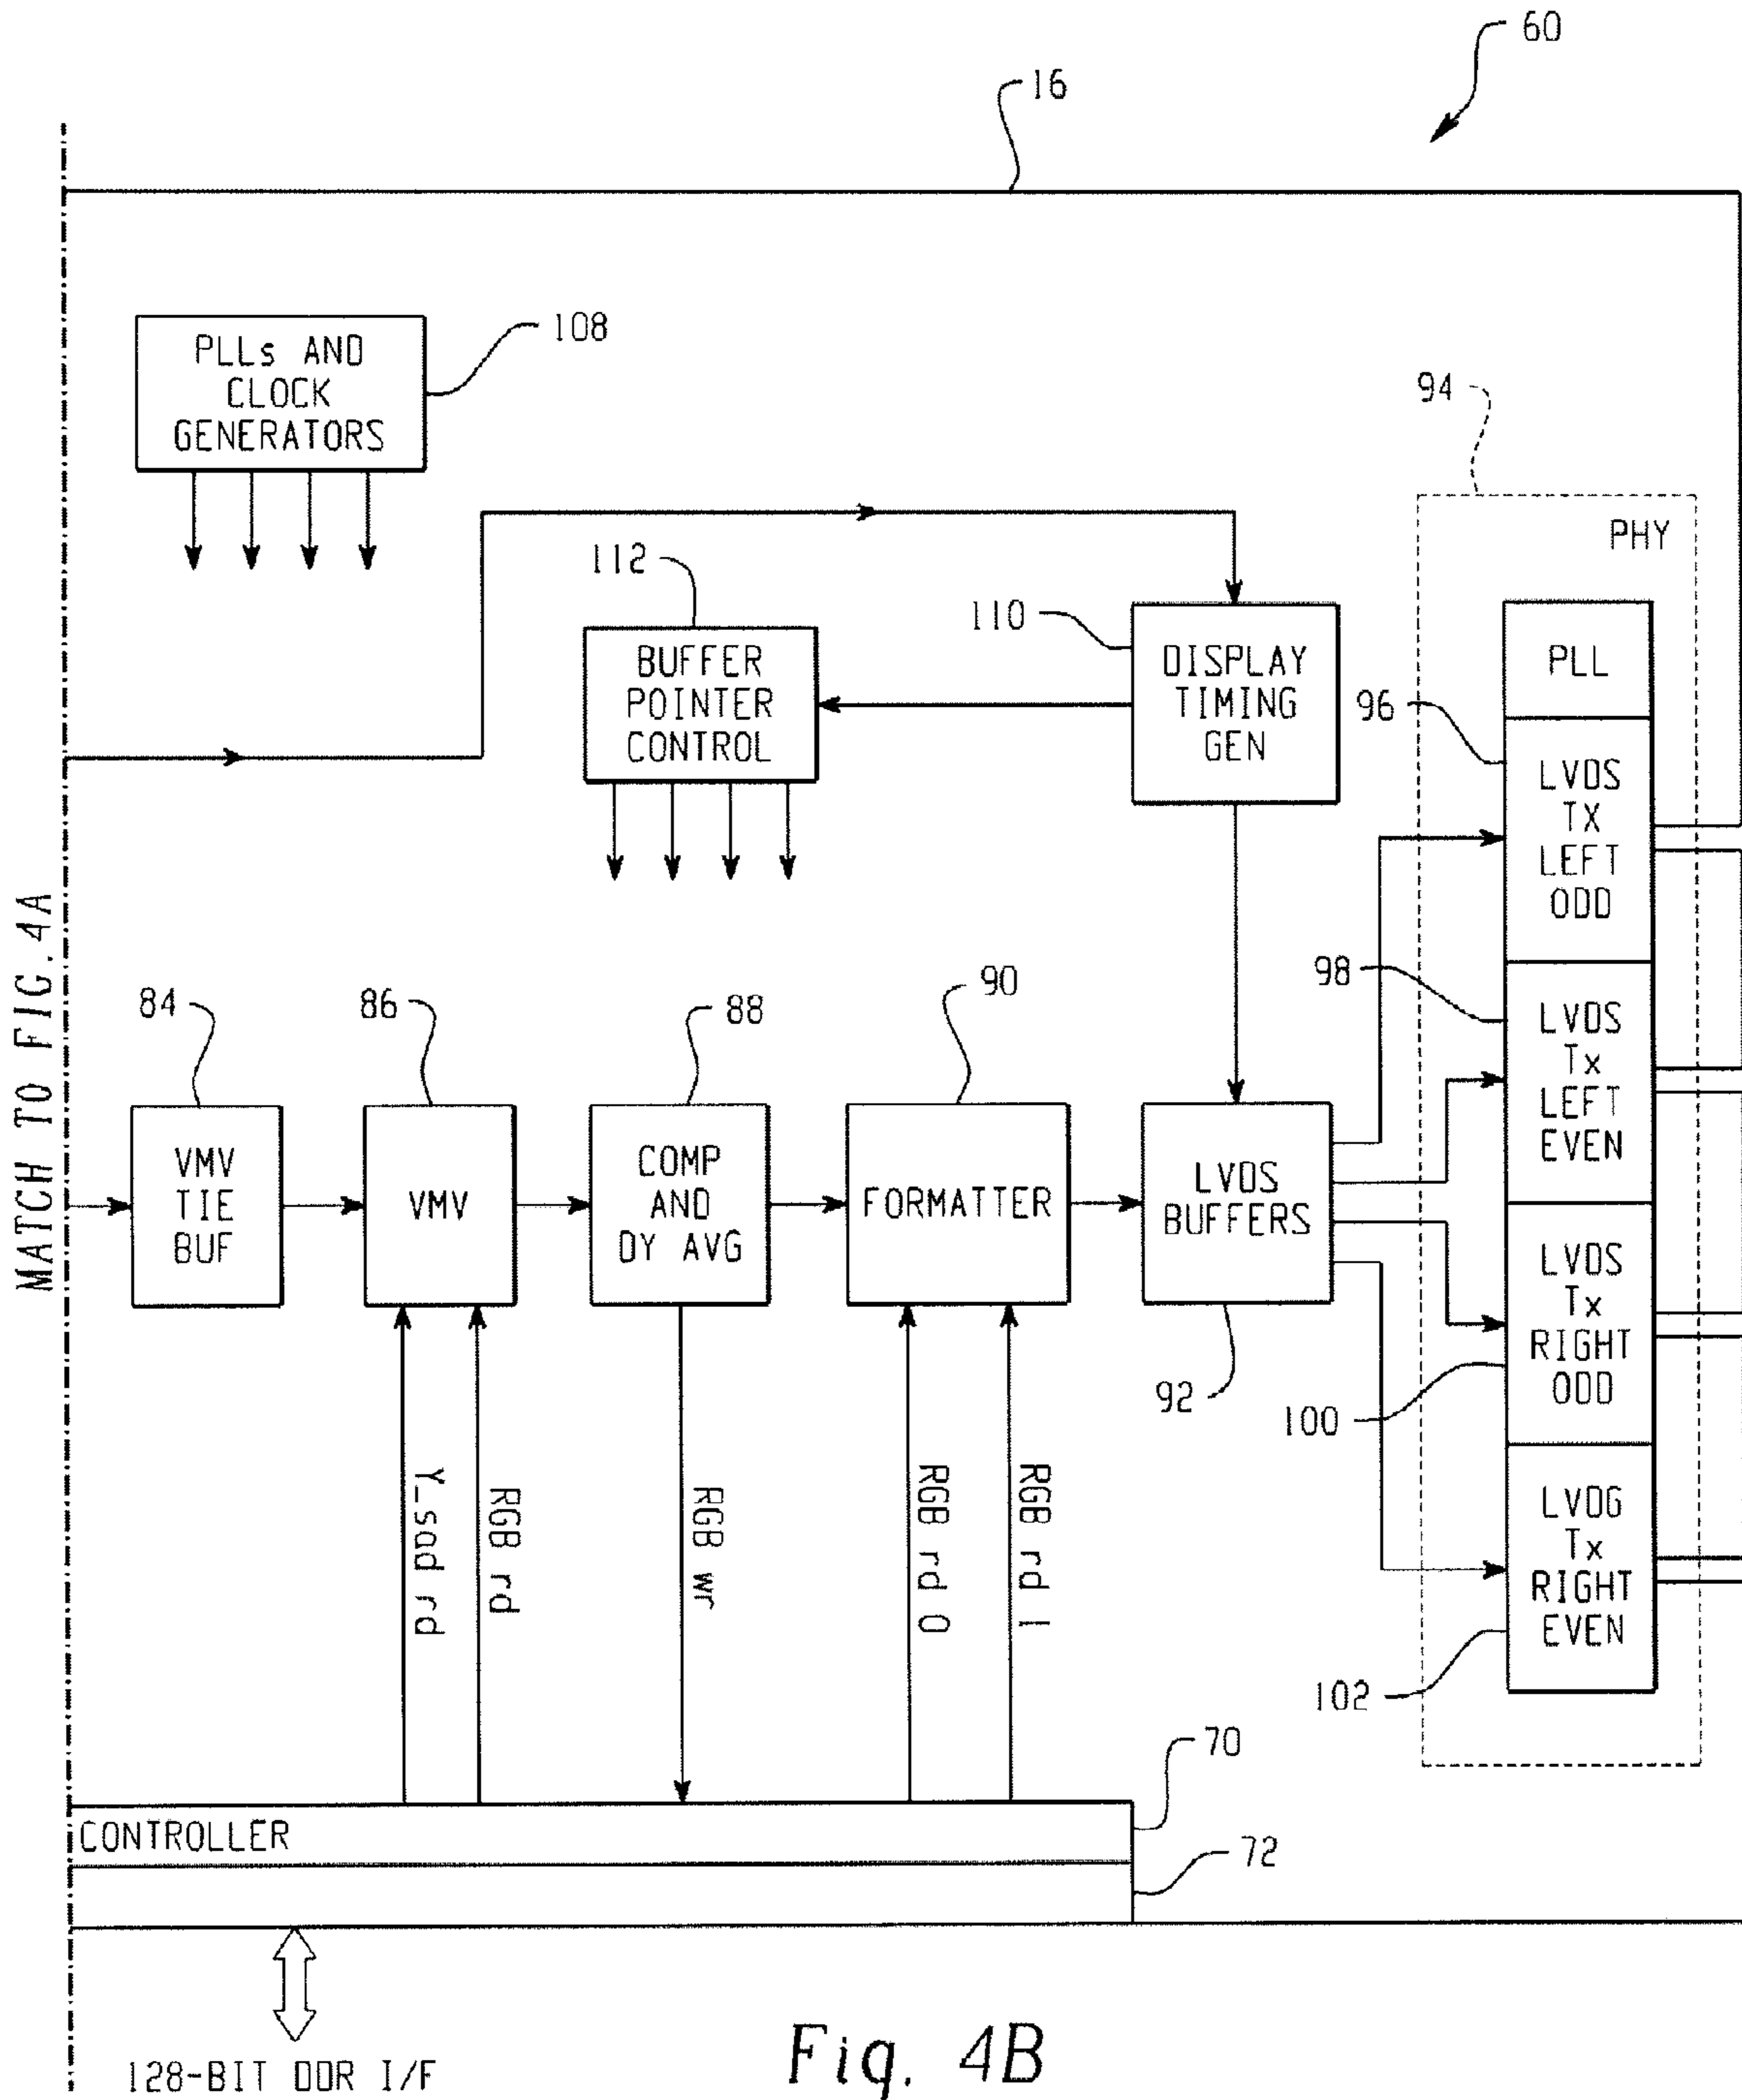 60
16
PLLs AND
CLOCK
GENERATORS
108
94
PHY
112
BUFFER
POINTER
CONTROL
110
DISPLAY
TIMING
GEN
PLL
96
LVDS
TX
LEFT
ODD
98
LVDS
Tx
LEFT
EVEN
MATCH TO FIG. 4A
84
VMV
TIE
BUF
86
VMV
88
COMP
AND
DY AVG
90
FORMATTER
LVDS
BUFFERS
92
LVDS
Tx
RIGHT
ODD
100
LVDG
Tx
RIGHT
EVEN
102
Y_sad rd
RGB rd
RGB wr
RGB rd 0
RGB rd 1
70
CONTROLLER
72
128-BIT DDR I/F
Fig. 4B